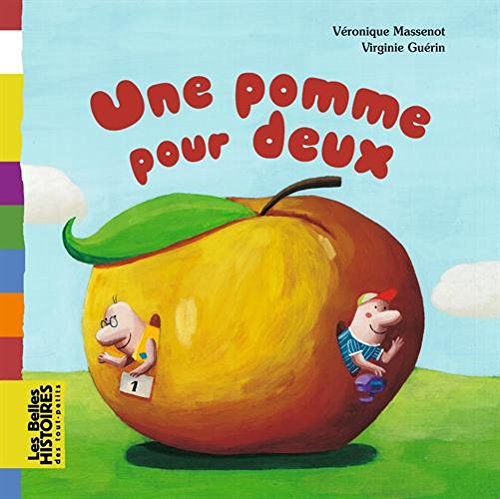 Véronique Massenot
Virginie Guérin
Une pomme
pour deux
1
Les Belles
HISTOIRES
des tout-petits